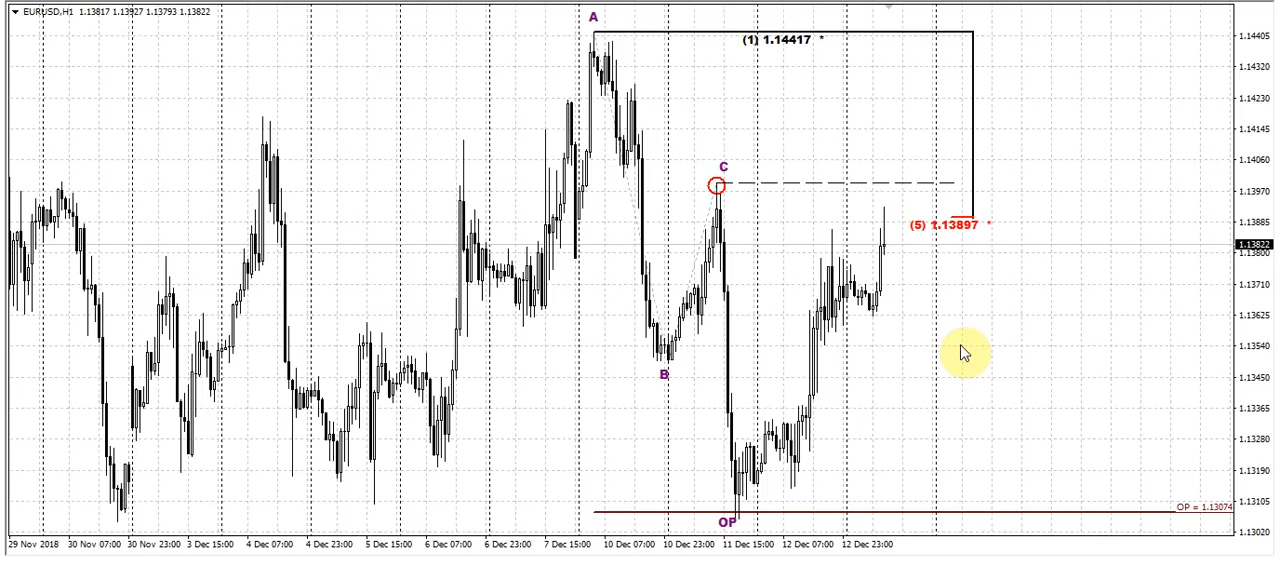 EURUSD,H1 1.13817 1.13927 1.13793 1.13822
A
(1) 1.14417 *
C
(5) 1.13897 *
B
OP
OP = 1.13074
1.14405
1.14320
1.14230
1.14145
1.14060
1.13970
1.13885
1.13822
1.13800
1.13710
1.13625
1.13540
1.13450
1.13365
1.13280
1.13190
1.13105
1.13020
29 Nov 2018 30 Nov 07:00 30 Nov 23:00 3 Dec 15:00 4 Dec 07:00 4 Dec 23:00 5 Dec 15:00 6 Dec 07:00 6 Dec 23:00 7 Dec 15:00 10 Dec 07:00 10 Dec 23:00 11 Dec 15:00 12 Dec 07:00 12 Dec 23:00